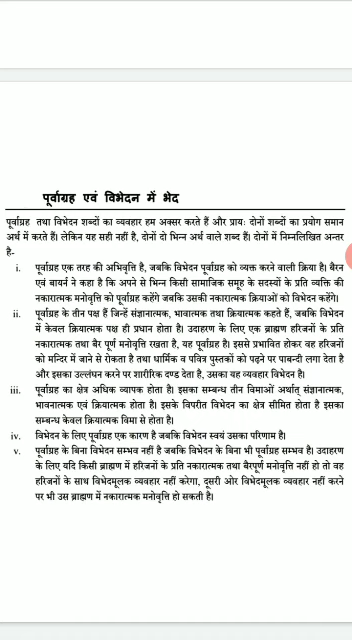 पूर्वाग्रह एवं विभेदन में भेद
पूर्वाग्रह तथा विभेदन शब्दों का व्यवहार हम अक्सर करते हैं और प्रायः दोनों शब्दों का प्रयोग समान
अर्थ में करते हैं। लेकिन यह सही नहीं है, दोनों दो भिन्न अर्थ वाले शब्द हैं। दोनों में निम्नलिखित अन्तर
है-
i. पूर्वाग्रह एक तरह की अभिवृत्ति है, जबकि विभेदन पूर्वाग्रह को व्यक्त करने वाली क्रिया है। बैरन
एवं बायर्न ने कहा है कि अपने से भिन्न किसी सामाजिक समूह के सदस्यों के प्रति व्यक्ति की
नकारात्मक मनोवृत्ति को पूर्वाग्रह कहेंगे जबकि उसकी नकारात्मक क्रियाओं को विभेदन कहेंगे।
ii. पूर्वाग्रह के तीन पक्ष हैं जिन्हें संज्ञानात्मक, भावात्मक तथा क्रियात्मक कहते हैं, जबकि विभेदन
में केवल क्रियात्मक पक्ष ही प्रधान होता है। उदाहरण के लिए एक ब्राह्मण हरिजनों के प्रति
नकारात्मक तथा बैर पूर्ण मनोवृत्ति रखता है, यह पूर्वाग्रह है। इससे प्रभावित होकर वह हरिजनों
को मन्दिर में जाने से रोकता है तथा धार्मिक व पवित्र पुस्तकों को पढ़ने पर पाबन्दी लगा देता है
और इसका उल्लंघन करने पर शारीरिक दण्ड देता है, उसका यह व्यवहार विभेदन है।
iii. पूर्वाग्रह का क्षेत्र अधिक व्यापक होता है। इसका सम्बन्ध तीन विमाओं अर्थात् संज्ञानात्मक,
भावनात्मक एवं क्रियात्मक होता है। इसके विपरीत विभेदन का क्षेत्र सीमित होता है इसका
सम्बन्ध केवल क्रियात्मक विमा से होता है।
iv. विभेदन के लिए पूर्वाग्रह एक कारण है जबकि विभेदन स्वयं उसका परिणाम है।
v. पूर्वाग्रह के बिना विभेदन सम्भव नहीं है जबकि विभेदन के बिना भी पूर्वाग्रह सम्भव है। उदाहरण
के लिए यदि किसी ब्राह्मण में हरिजनों के प्रति नकारात्मक तथा बैरपूर्ण मनोवृत्ति नहीं हो तो वह
हरिजनों के साथ विभेदमूलक व्यवहार नहीं करेगा, दूसरी ओर विभेदमूलक व्यवहार नहीं करने
पर भी उस ब्राह्मण में नकारात्मक मनोवृत्ति हो सकती है।